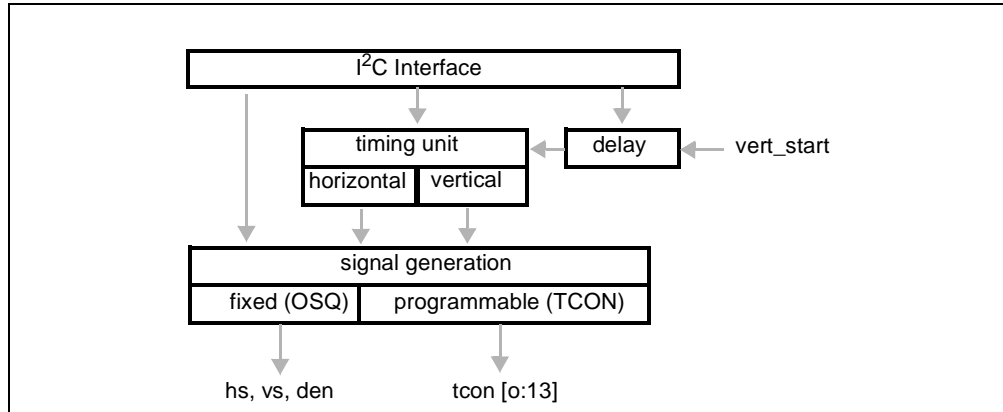 I²C Interface
timing unit
delay
vert_start
horizontal
vertical
signal generation
fixed (OSQ)
programmable (TCON)
hs, vs, den
tcon [o:13]